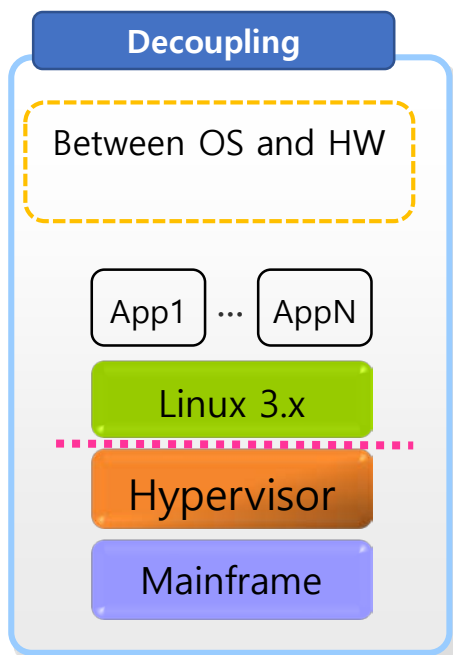 Decoupling
Between OS and HW
App1 ... AppN
Linux 3.x
Hypervisor
Mainframe